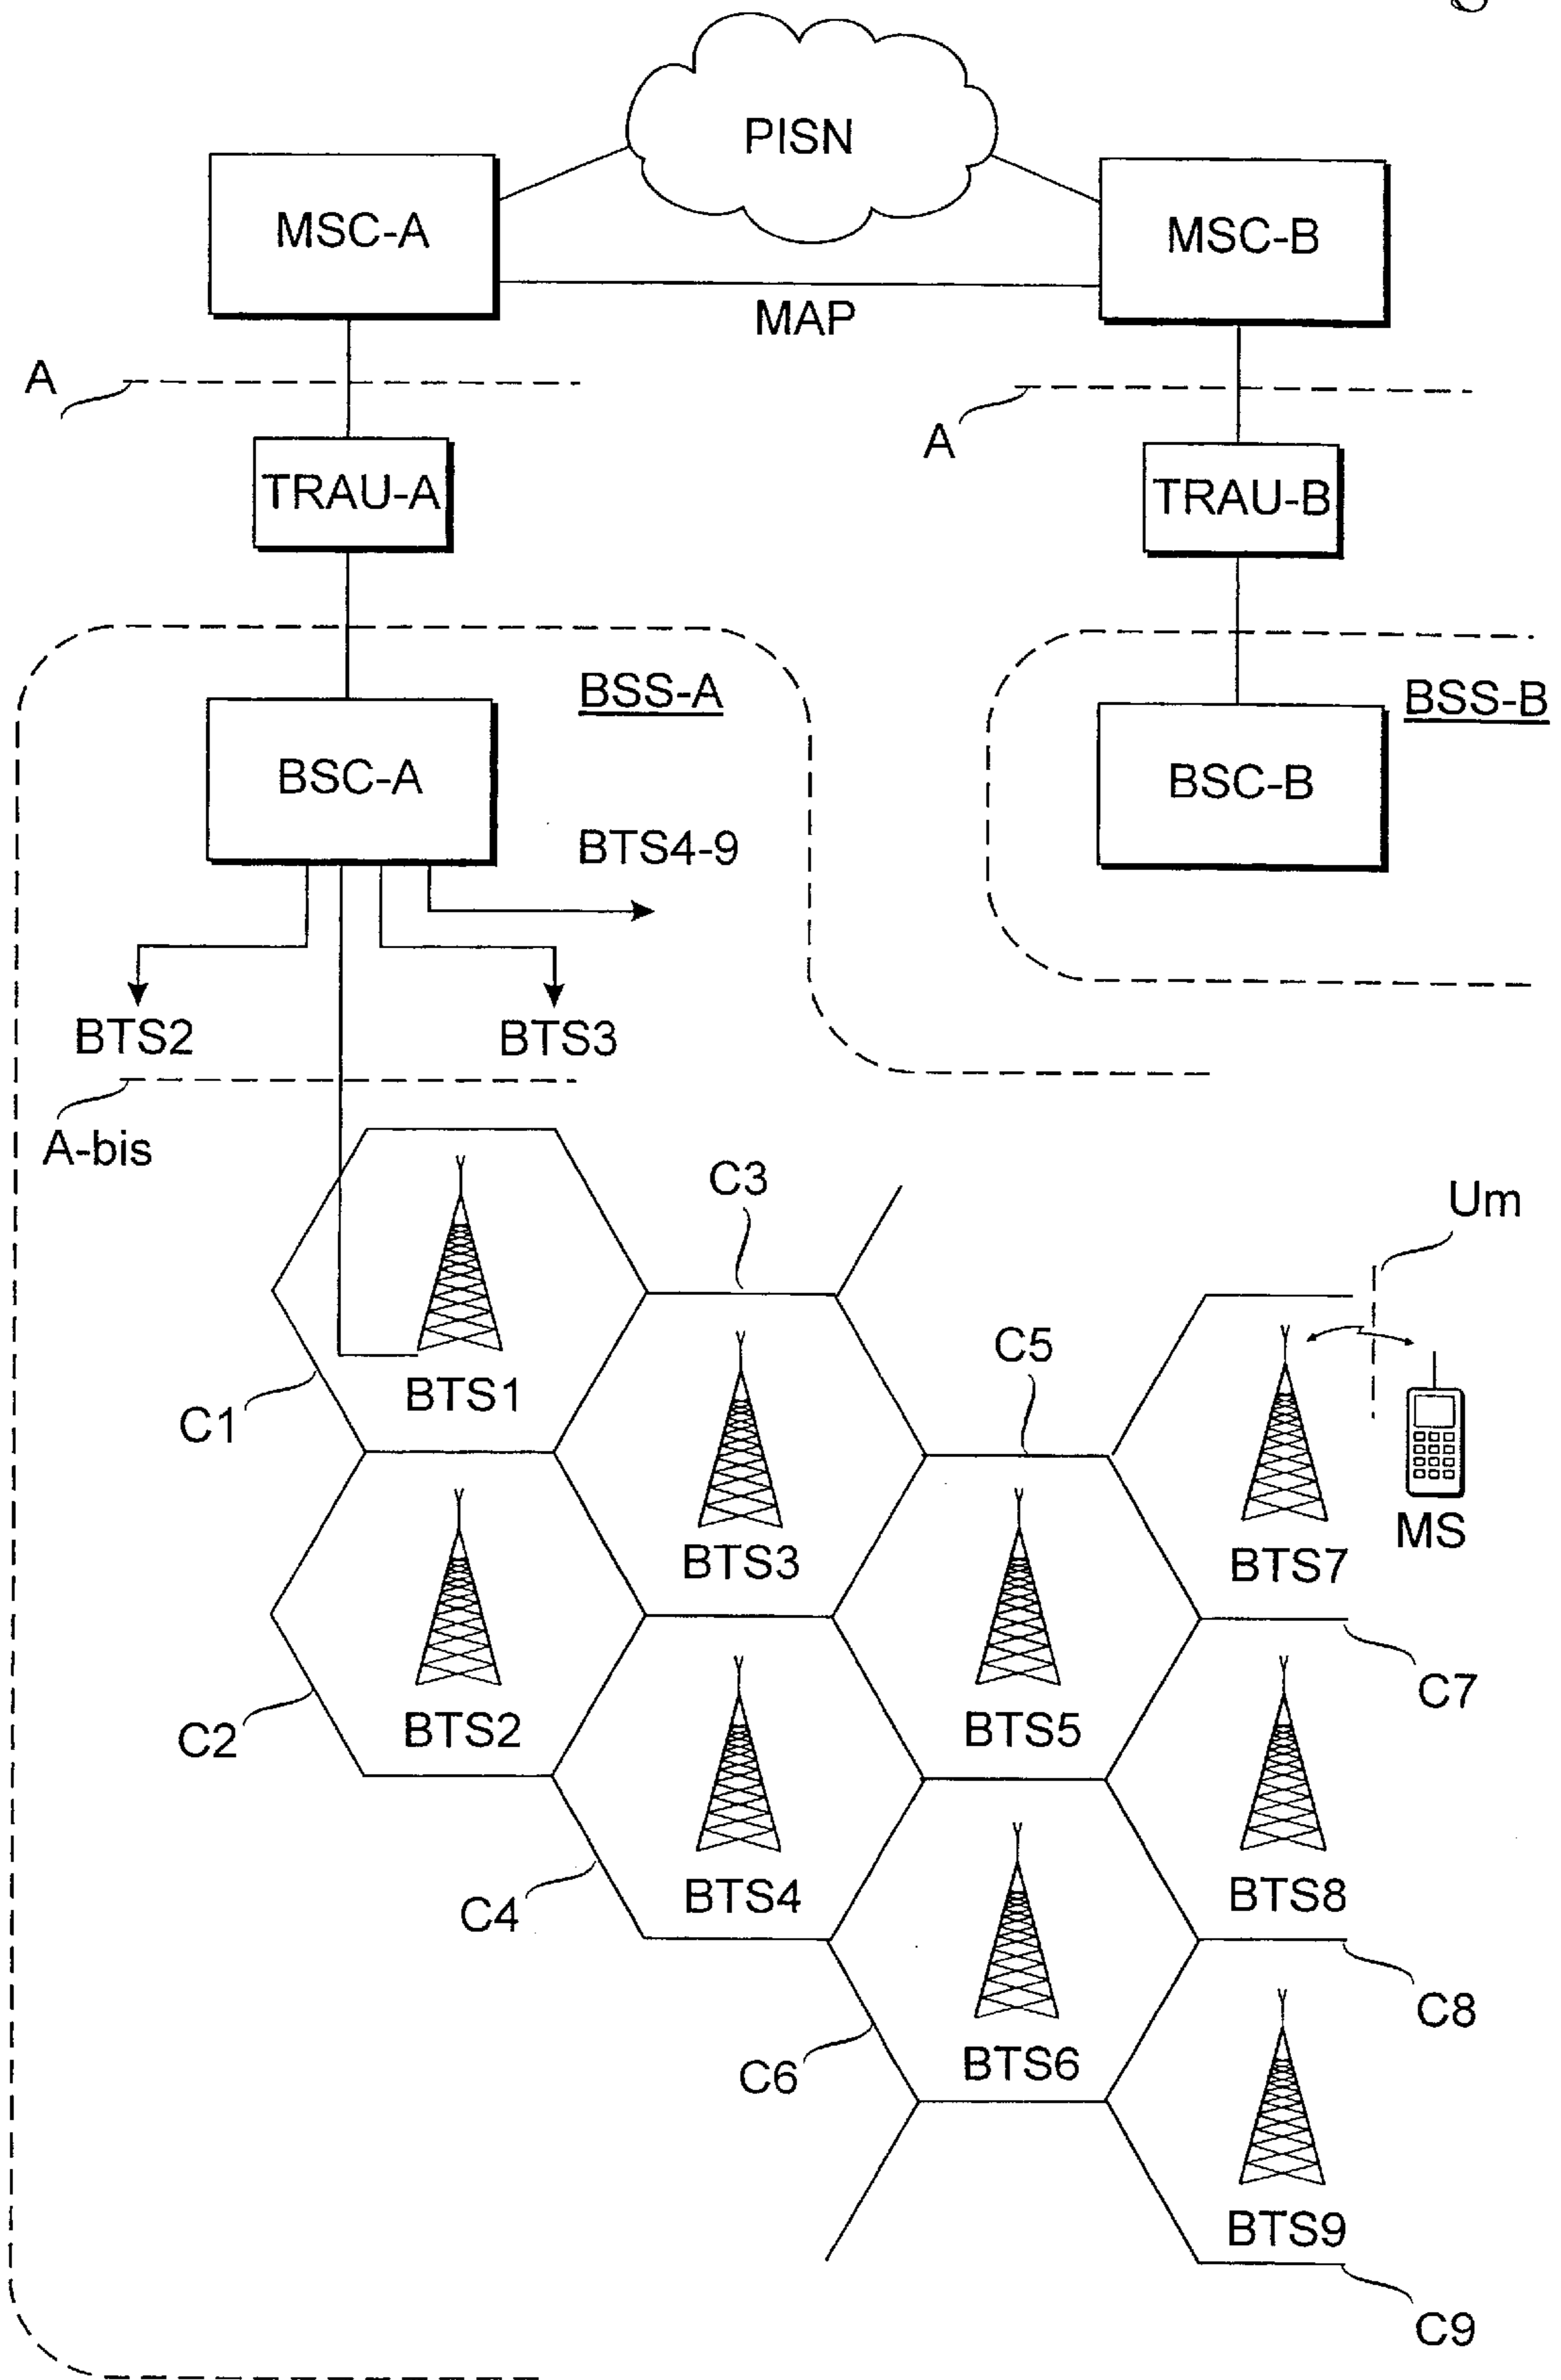 PISN
MSC-A
MSC-B
MAP
A
A
TRAU-A
TRAU-B
BSS-A
BSS-B
BSC-A
BSC-B
BTS4-9
BTS2
BTS3
A-bis
C3
Um
C5
C1
BTS1
BTS3
BTS7
MS
C2
BTS2
BTS5
C7
C4
BTS4
BTS8
C6
BTS6
C8
BTS9
C9